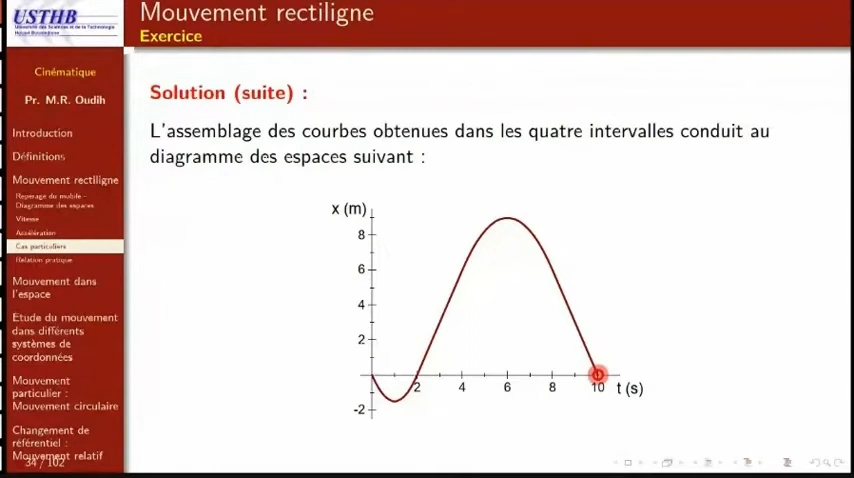 USTHB
Mouvement rectiligne
Exercice
Cinématique
Pr. M.R. Oudih
Introduction
Définitions
Mouvement rectiligne
Repérage du mobile –
Diagramme des espaces
Vitesse
Accélération
Cas particuliers
Relation pratique
Mouvement dans
l'espace
Etude du mouvement
dans différents
systèmes de
coordonnées
Mouvement
particulier :
Mouvement circulaire
Changement de
référentiel :
Mouvement relatif
34 / 102
Solution (suite) :
L'assemblage des courbes obtenues dans les quatre intervalles conduit au
diagramme des espaces suivant :
x (m)
8
6
4
2
-2
2 4 6 8 10 t (s)